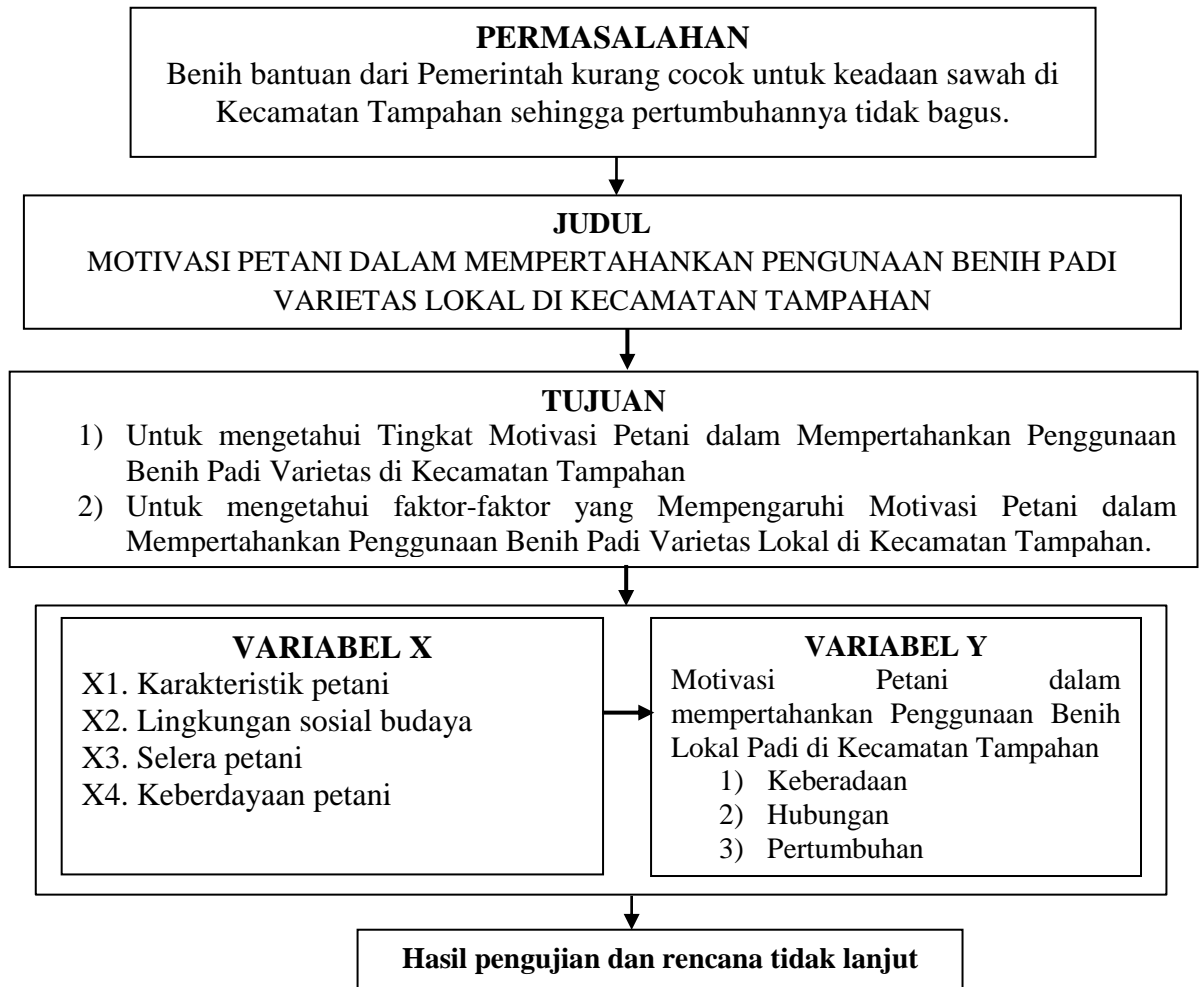 PERMASALAHAN
Benih bantuan dari Pemerintah kurang cocok untuk keadaan sawah di
Kecamatan Tampahan sehingga pertumbuhannya tidak bagus.
JUDUL
MOTIVASI PETANI DALAM MEMPERTAHANKAN PENGUNAAN BENIH PADI
VARIETAS LOKAL DI KECAMATAN TAMPAHAN
TUJUAN
1) Untuk mengetahui Tingkat Motivasi Petani dalam Mempertahankan Penggunaan
Benih Padi Varietas di Kecamatan Tampahan
2) Untuk mengetahui faktor-faktor yang Mempengaruhi Motivasi Petani dalam
Mempertahankan Penggunaan Benih Padi Varietas Lokal di Kecamatan Tampahan.
VARIABEL X
X1. Karakteristik petani
X2. Lingkungan sosial budaya
X3. Selera petani
X4. Keberdayaan petani
VARIABEL Y
Motivasi Petani dalam
mempertahankan Penggunaan Benih
Lokal Padi di Kecamatan Tampahan
1) Keberadaan
2) Hubungan
3) Pertumbuhan
Hasil pengujian dan rencana tidak lanjut